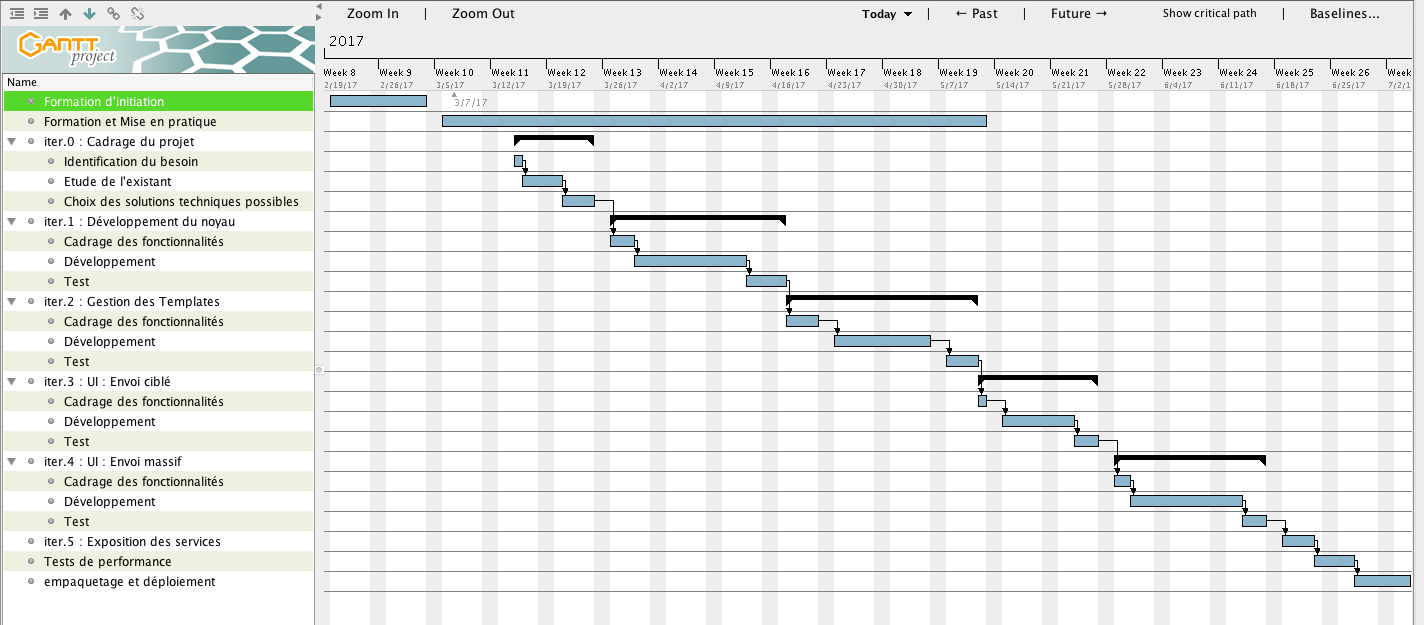 Zoom In | Zoom Out Today | ← Past | Future → Show critical path | Baselines...
GANTT project
2017
Name
Week 8 Week 9 Week 10 Week 11 Week 12 Week 13 Week 14 Week 15 Week 16 Week 17 Week 18 Week 19 Week 20 Week 21 Week 22 Week 23 Week 24 Week 25 Week 26 Week
2/19/17 2/26/17 3/5/17 3/12/17 3/19/17 3/26/17 4/2/17 4/9/17 4/16/17 4/23/17 4/30/17 5/7/17 5/14/17 5/21/17 5/28/17 6/4/17 6/11/17 6/18/17 6/25/17 7/2/1
Formation d'initiation
3/7/17
Formation et Mise en pratique
iter.0 : Cadrage du projet
Identification du besoin
Etude de l'existant
Choix des solutions techniques possibles
iter.1 : Développement du noyau
Cadrage des fonctionnalités
Développement
Test
iter.2 : Gestion des Templates
Cadrage des fonctionnalités
Développement
Test
iter.3 : UI : Envoi ciblé
Cadrage des fonctionnalités
Développement
Test
iter.4 : UI : Envoi massif
Cadrage des fonctionnalités
Développement
Test
iter.5 : Exposition des services
Tests de performance
empaquetage et déploiement